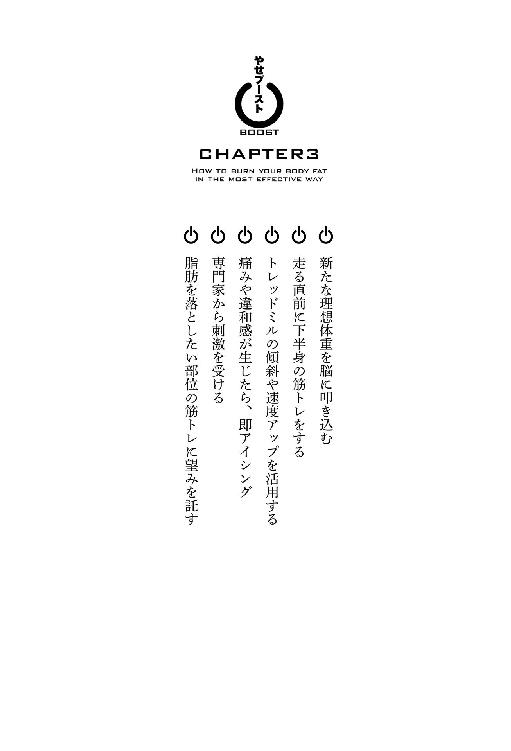 やせブースト
BOOST
CHAPTER3
HOW TO BURN YOUR BODY FAT
IN THE MOST EFFECTIVE WAY
新たな理想体重を脳に叩き込む
走る直前に下半身の筋トレをする
トレッドミルの傾斜や速度アップを活用する
痛みや違和感が生じたら、即アイシング
専門家から刺激を受ける
脂肪を落としたい部位の筋トレに望みを託す